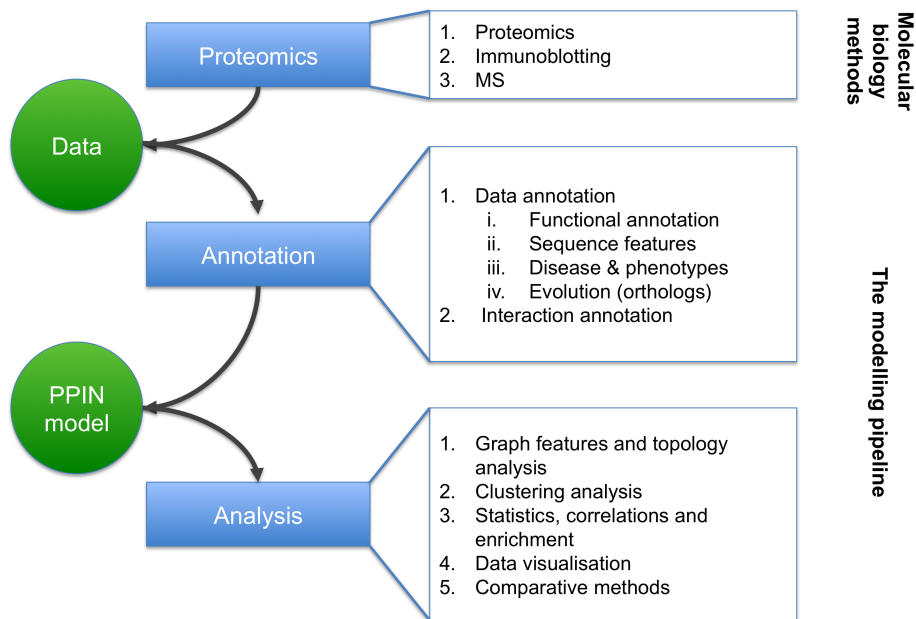 Proteomics
1. Proteomics
2. Immunoblotting
3. MS
Molecular
biology
methods
Data
Annotation
1. Data annotation
i. Functional annotation
ii. Sequence features
iii. Disease & phenotypes
iv. Evolution (orthologs)
2. Interaction annotation
The modelling pipeline
PPIN
model
Analysis
1. Graph features and topology
analysis
2. Clustering analysis
3. Statistics, correlations and
enrichment
4. Data visualisation
5. Comparative methods